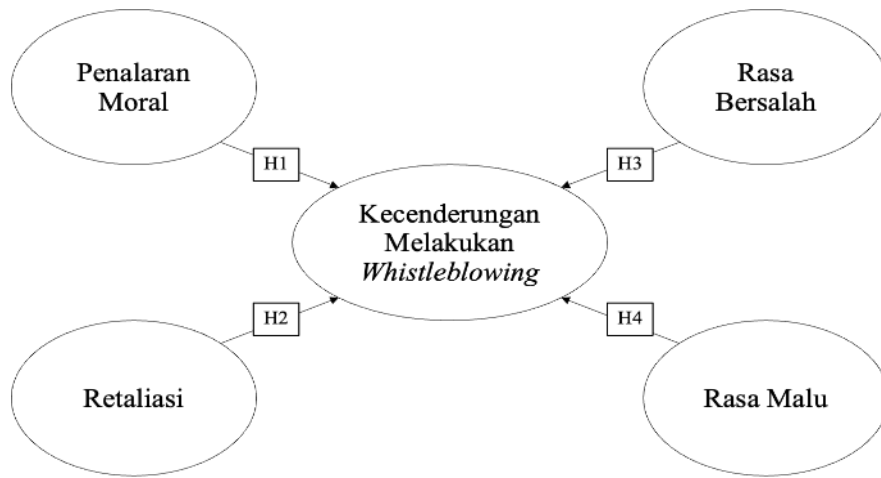 Penalaran
Moral
Rasa
Bersalah
H1
H3
Kecenderungan
Melakukan
Whistleblowing
H2
H4
Retaliasi
Rasa Malu